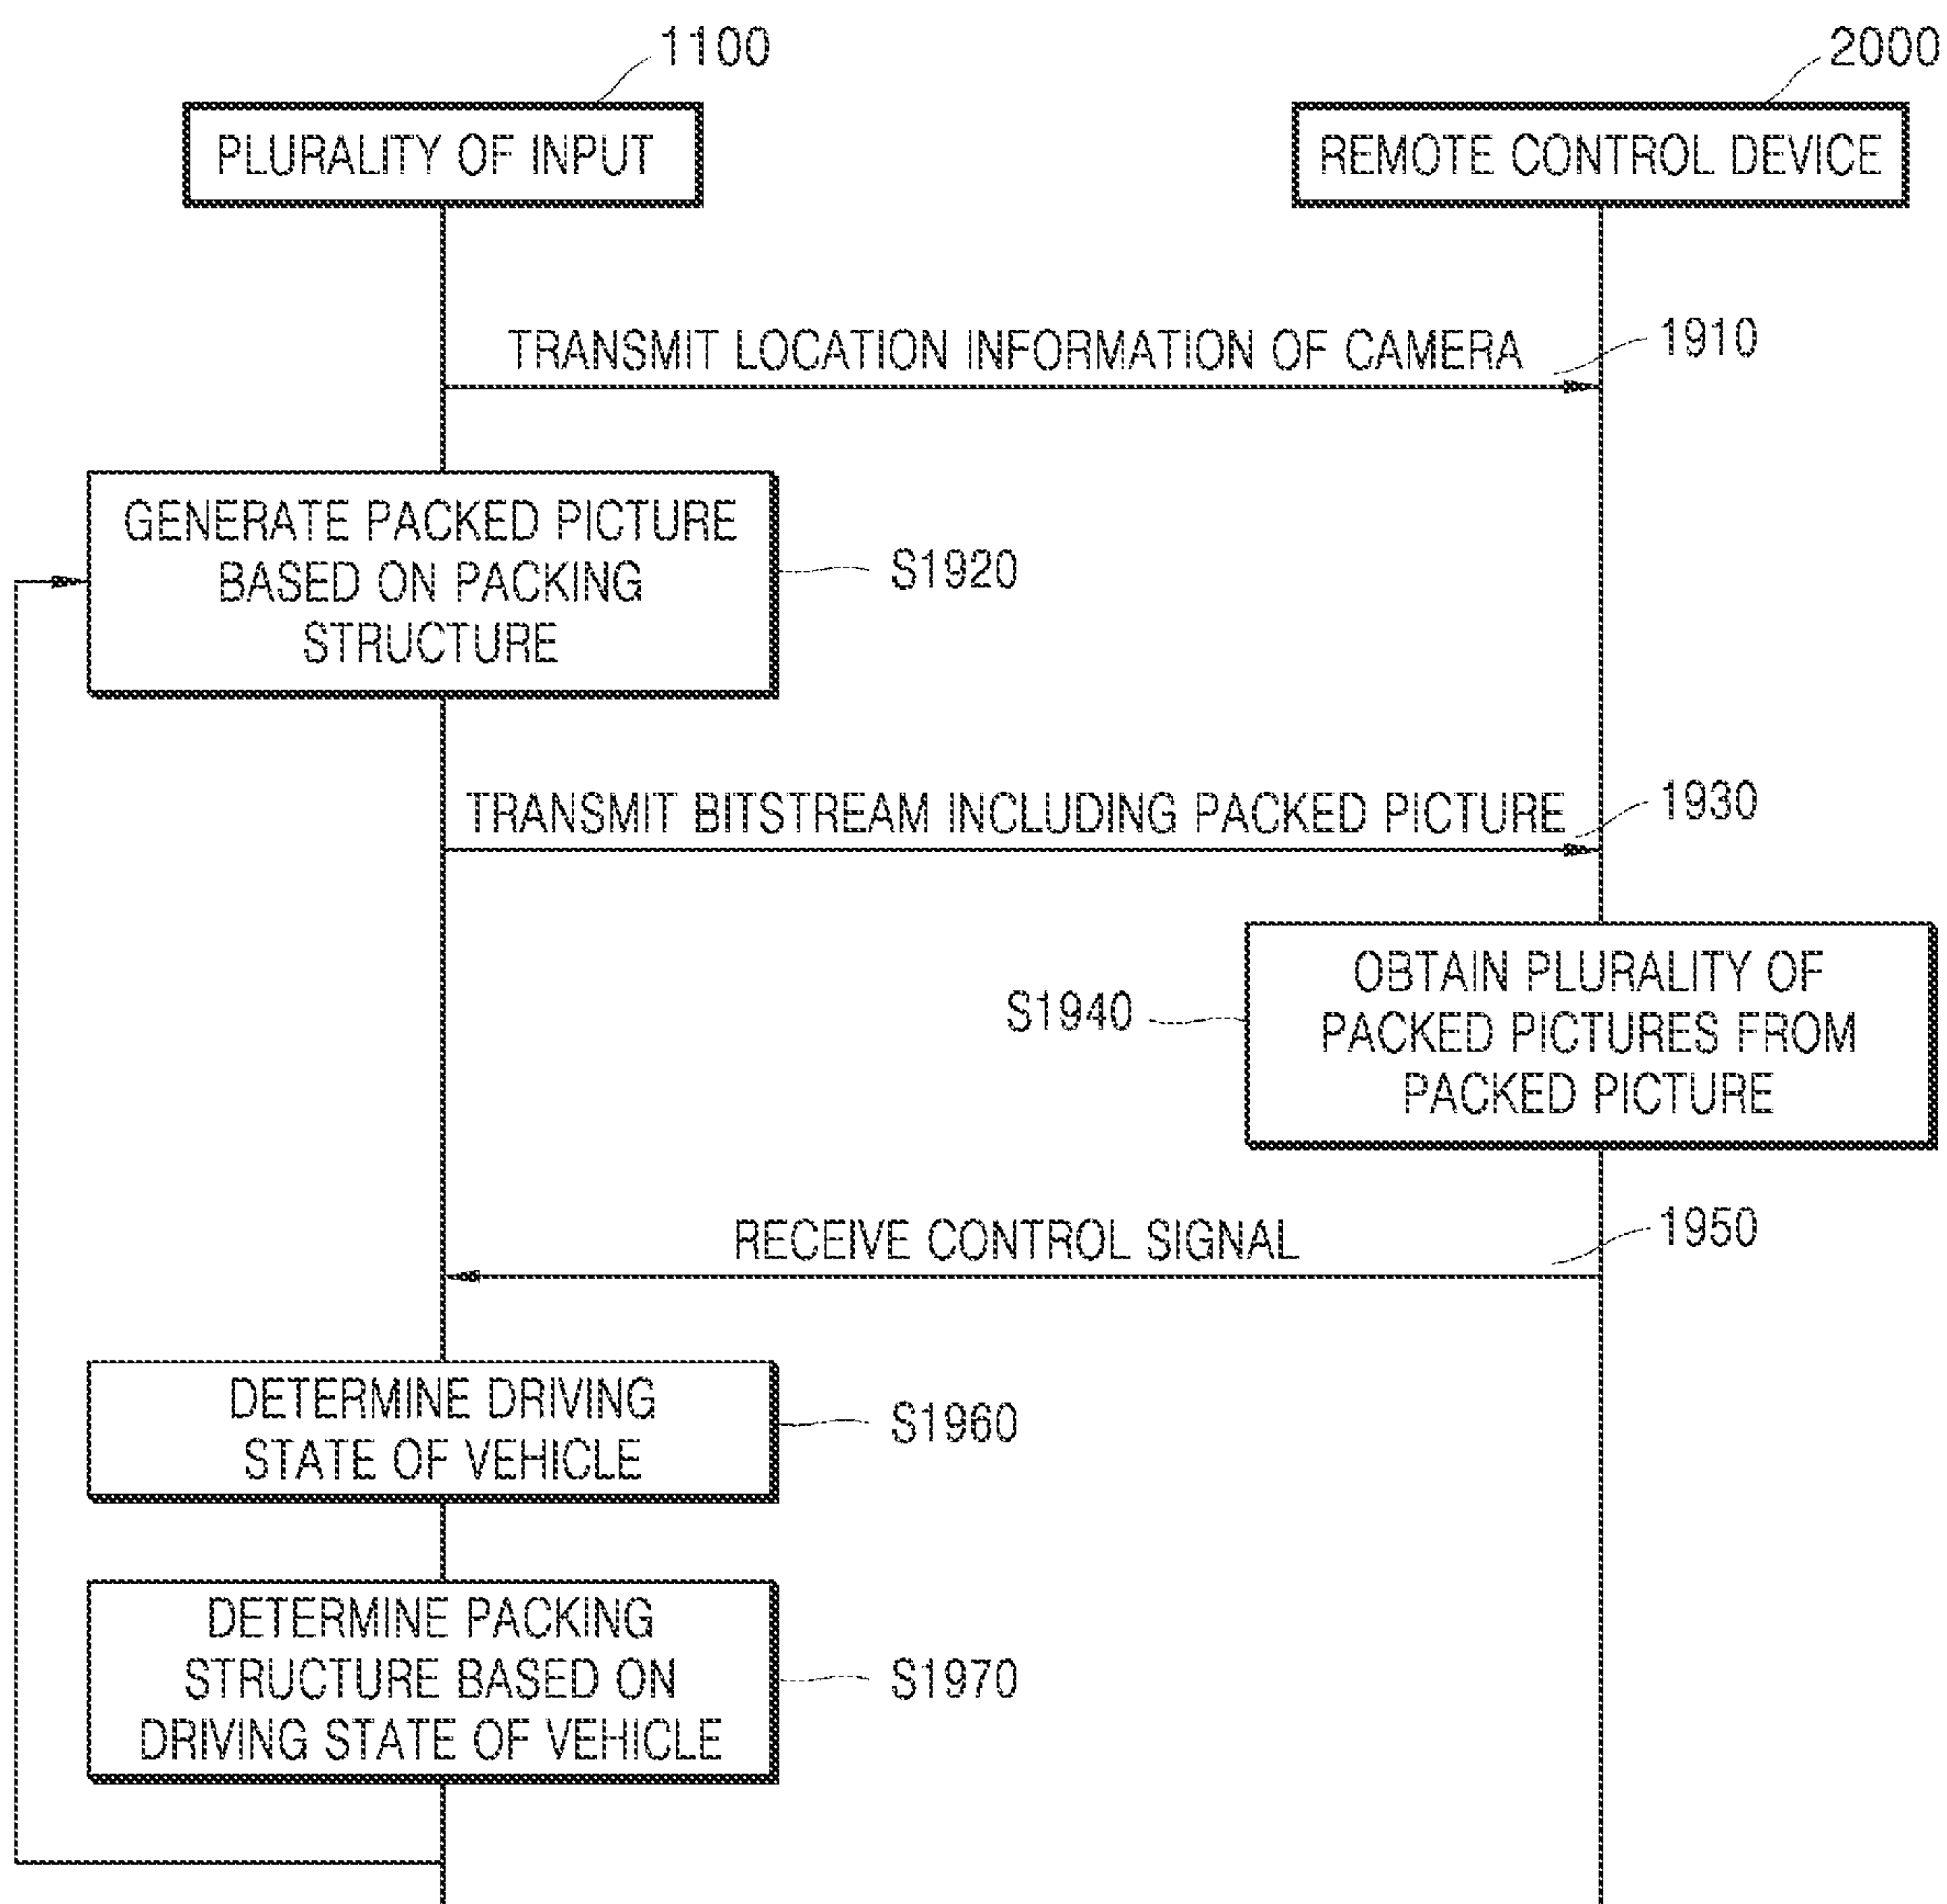 1100
2000
PLURALITY OF INPUT
REMOTE CONTROL DEVICE
TRANSMIT LOCATION INFORMATION OF CAMERA
1910
GENERATE PACKED PICTURE
BASED ON PACKING
STRUCTURE
S1920
TRANSMIT BITSTREAM INCLUDING PACKED PICTURE
1930
OBTAIN PLURALITY OF
PACKED PICTURES FROM
PACKED PICTURE
S1940
RECEIVE CONTROL SIGNAL
1950
DETERMINE DRIVING
STATE OF VEHICLE
S1960
DETERMINE PACKING
STRUCTURE BASED ON
DRIVING STATE OF VEHICLE
S1970